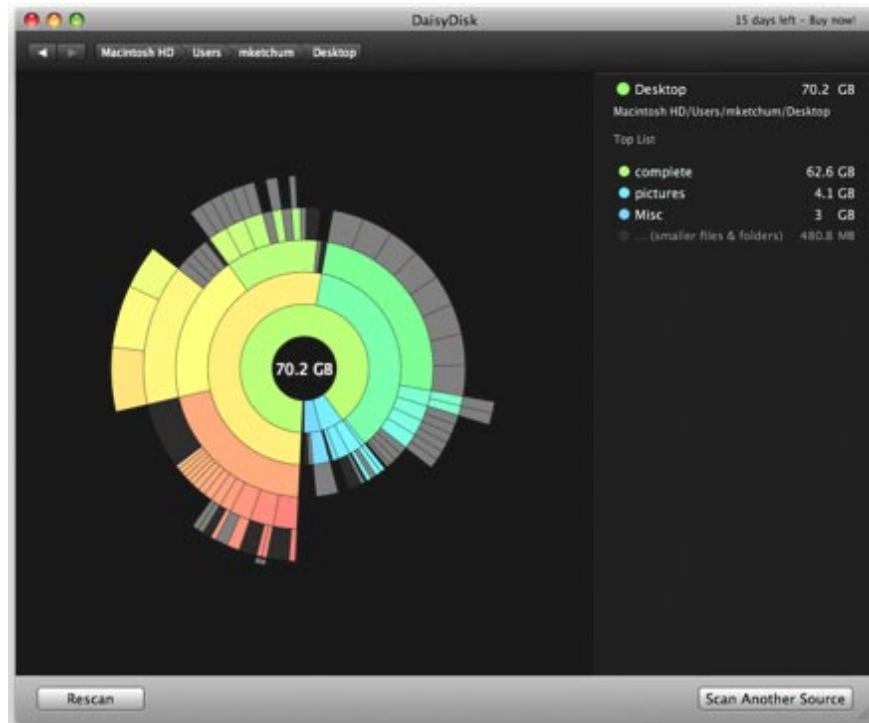 DaisyDisk
15 days left - Buy now!
Macintosh HD Users mketchum Desktop
Desktop 70.2 GB
Macintosh HD/Users/mketchum/Desktop
Top List
complete 62.6 GB
pictures 4.1 GB
Misc 3 GB
... (smaller files & folders) 480.8 MB
70.2 GB
Rescan
Scan Another Source